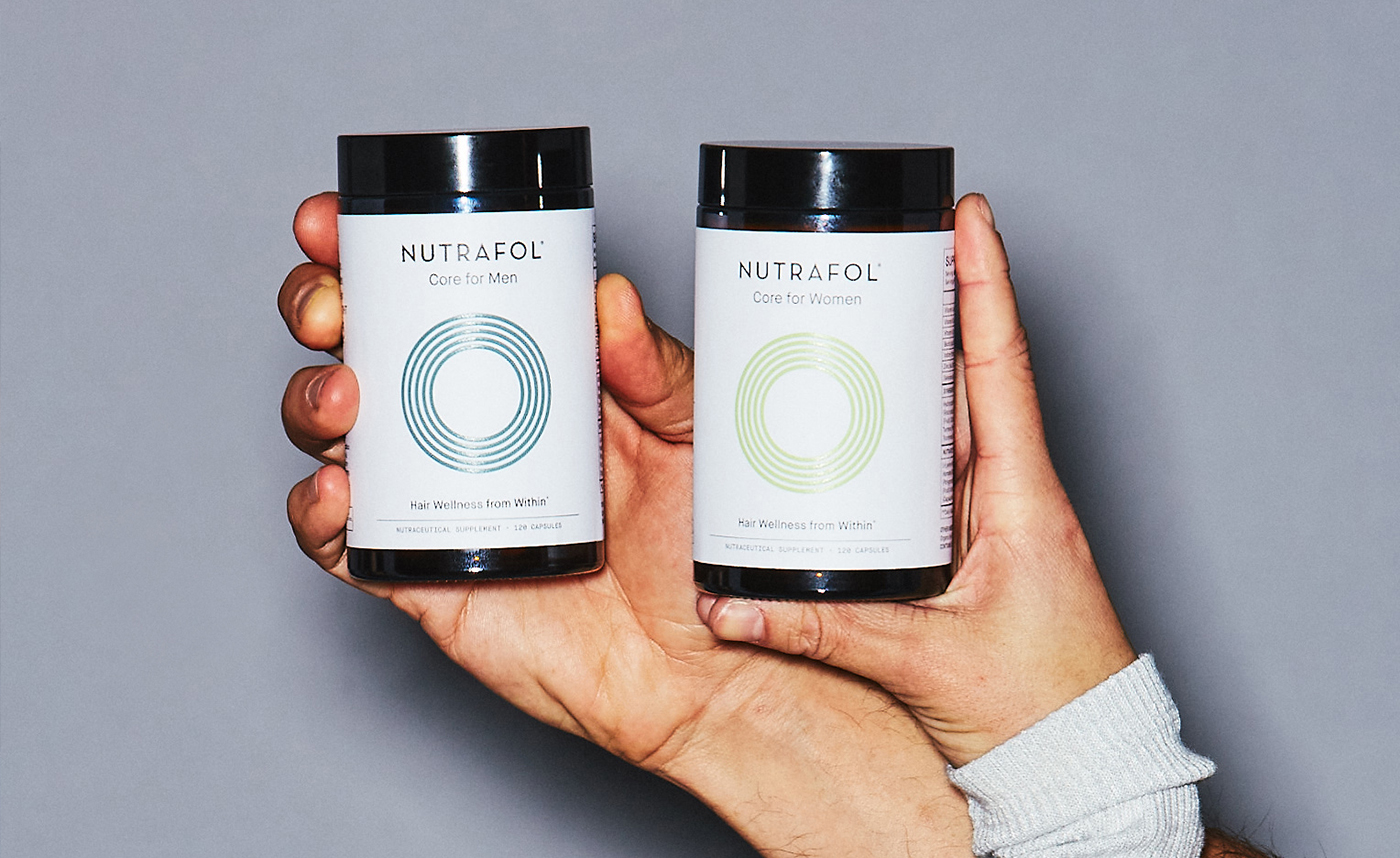 NUTRAFOL®
Core for Men
Hair Wellness from Within®
NUTRACEUTICAL SUPPLEMENT · 120 CAPSULES
NUTRAFOL®
Core for Women
Hair Wellness from Within®
NUTRACEUTICAL SUPPLEMENT · 120 CAPSULES